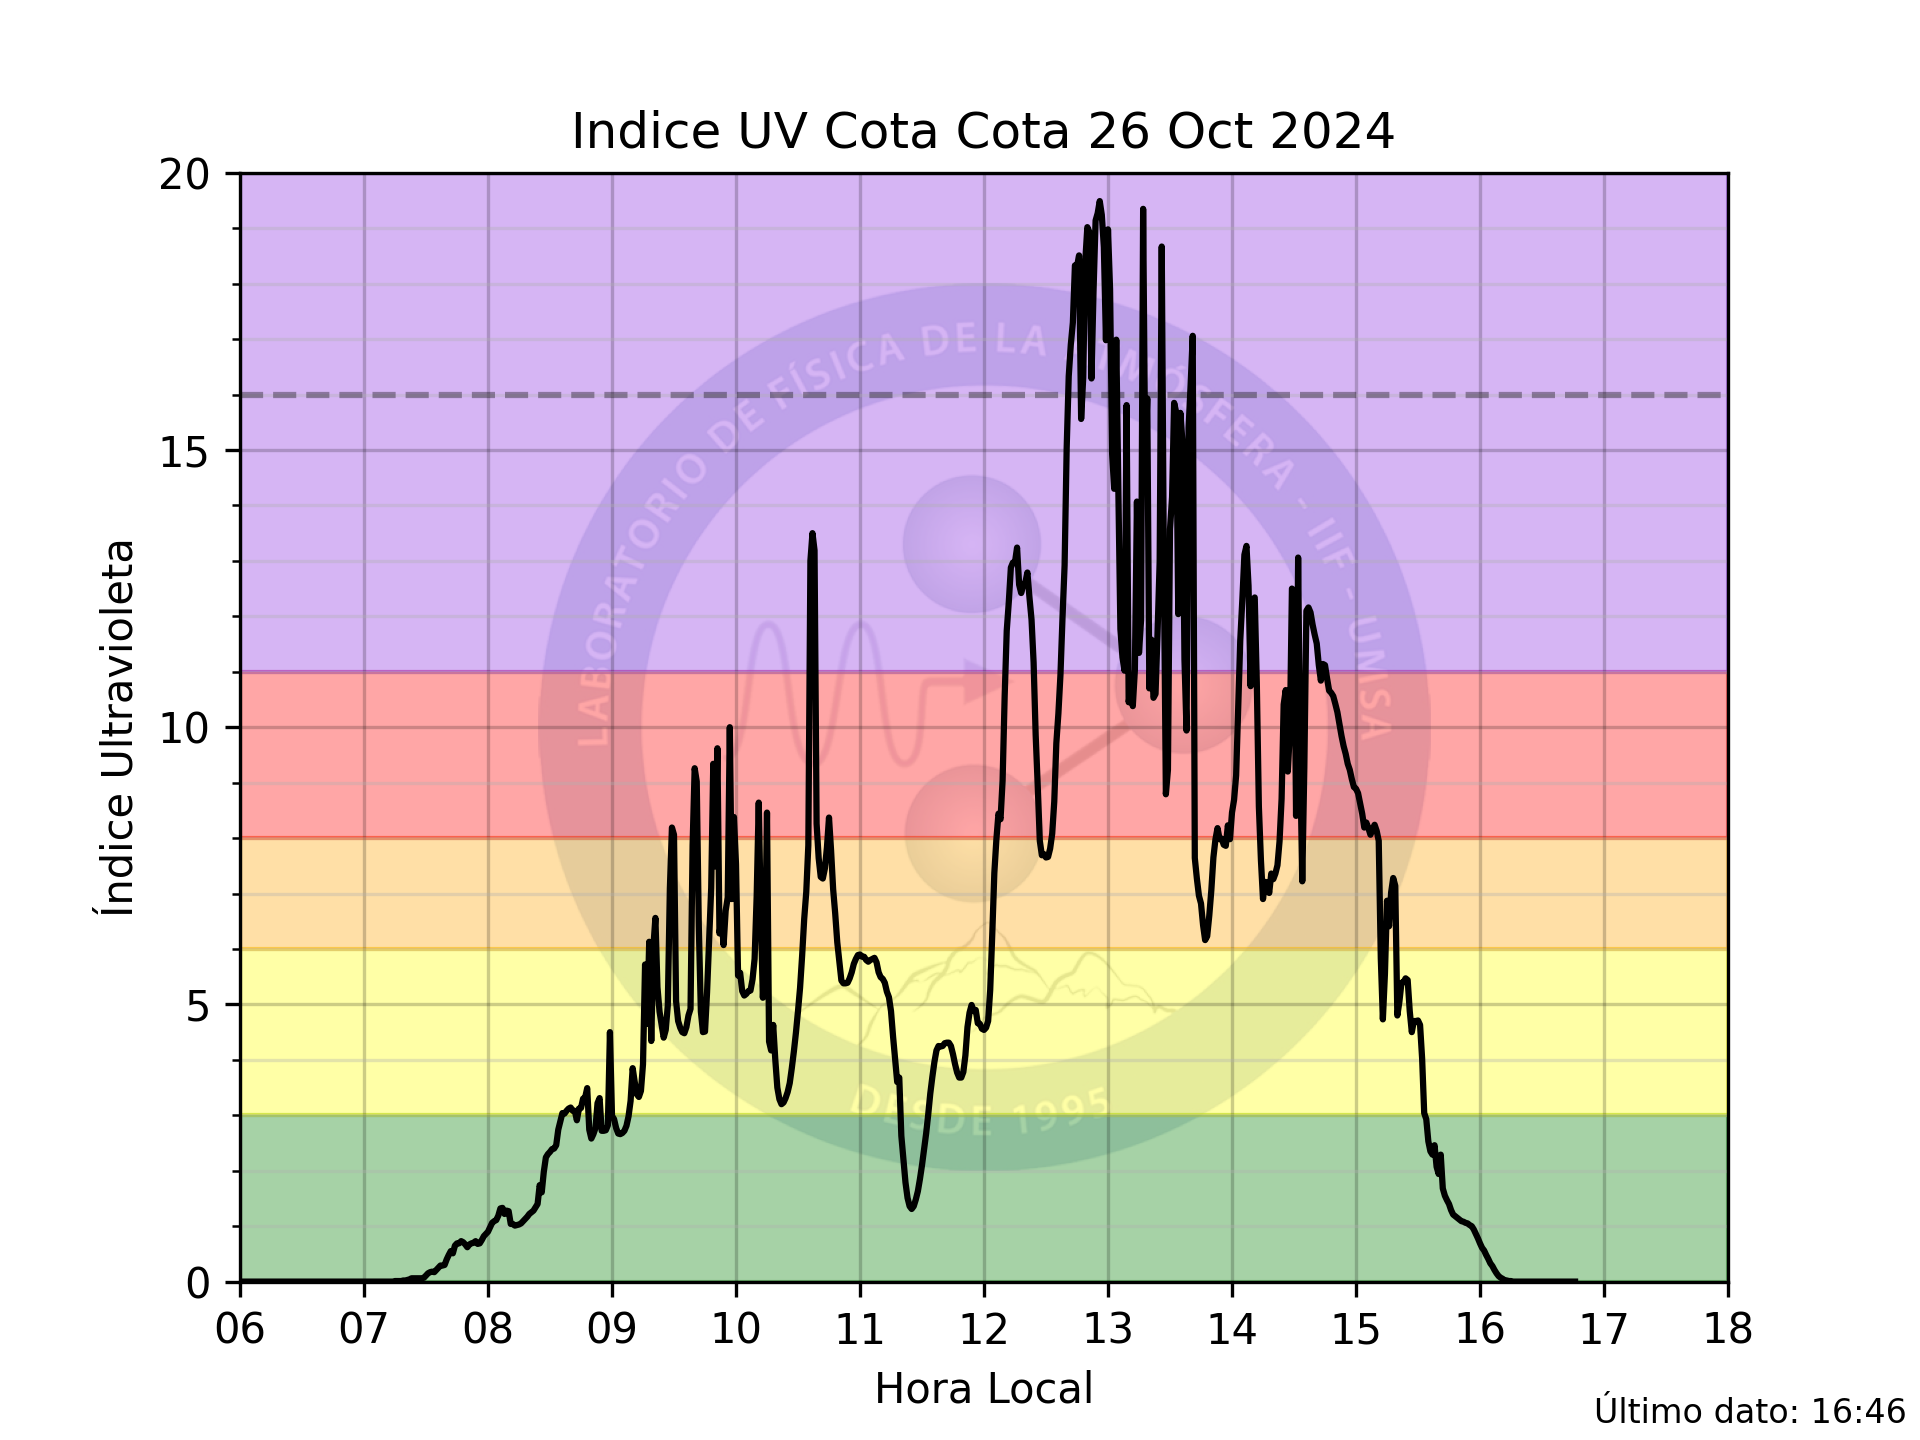 Indice UV Cota Cota 26 Oct 2024
20
15
10
5
0
Índice Ultravioleta
LABORATORIO DE FÍSICA DE LA ATMÓSFERA - IIF - UMSA
DESDE 1995
06 07 08 09 10 11 12 13 14 15 16 17 18
Hora Local
Último dato: 16:46